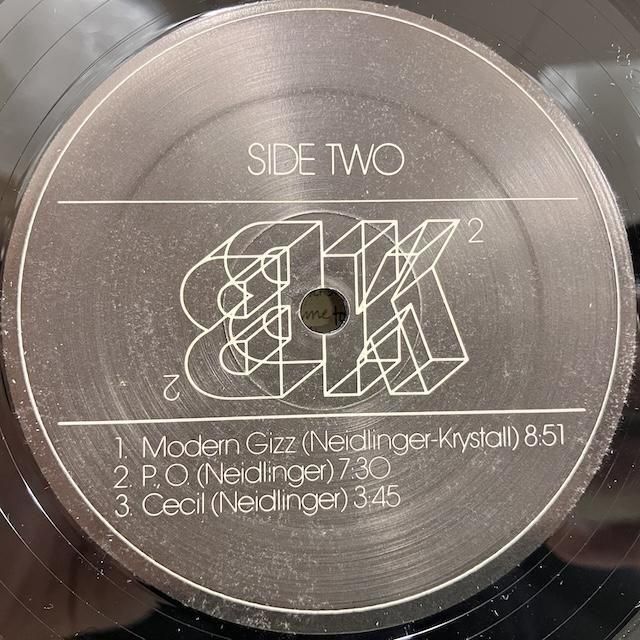 SIDE TWO
K 2
2
me
1. Modern Gizz (Neidlinger-Krystall) 8:51
2. P., O. (Neidlinger) 7:30
3. Cecil (Neidlinger) 3:45